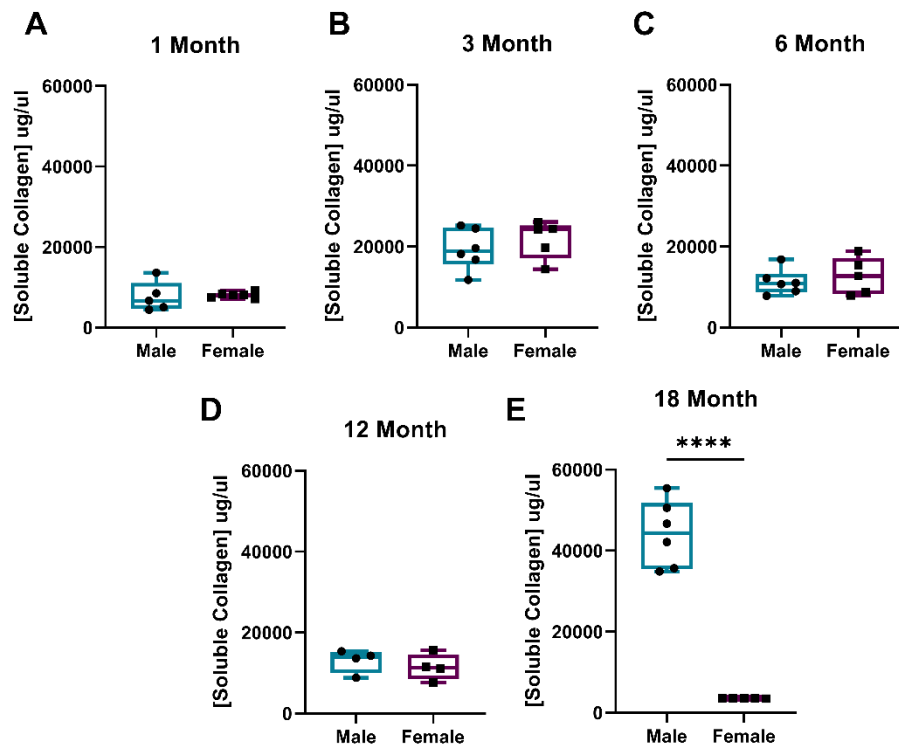 A
1 Month
[Soluble Collagen] ug/ul
60000
40000
20000
0
Male
Female
B
3 Month
[Soluble Collagen] ug/ul
60000
40000
20000
0
Male
Female
C
6 Month
[Soluble Collagen] ug/ul
60000
40000
20000
0
Male
Female
D
12 Month
[Soluble Collagen] ug/ul
60000
40000
20000
0
Male
Female
E
18 Month
****
[Soluble Collagen] ug/ul
60000
40000
20000
0
Male
Female